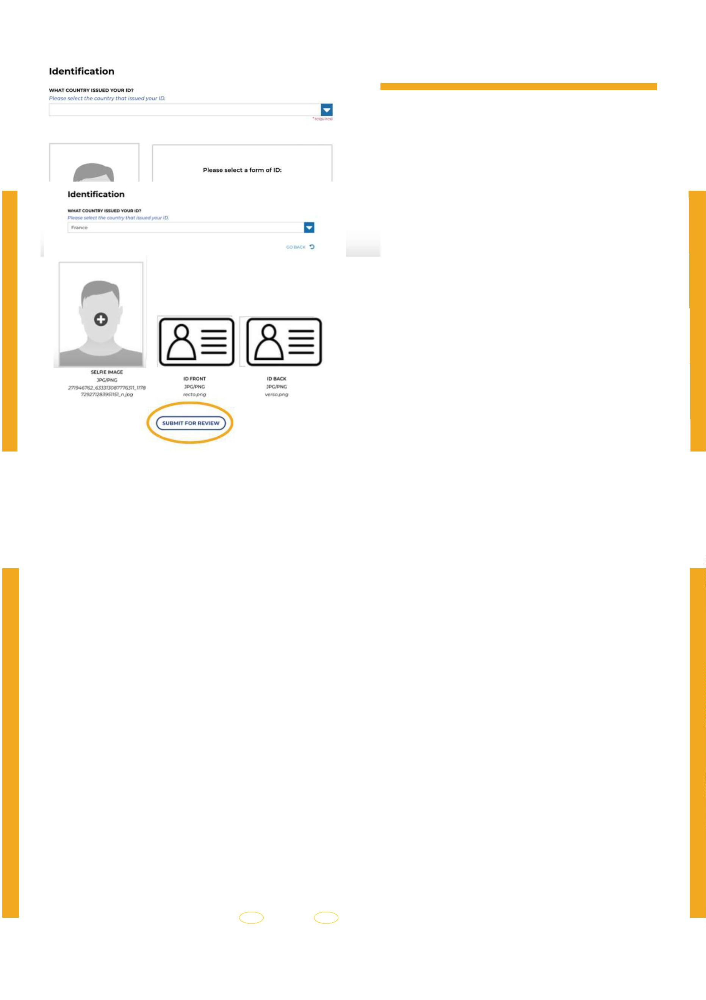 Identification
WHAT COUNTRY ISSUED YOUR ID?
Please select the country that issued your ID.
*required
Please select a form of ID:
Identification
WHAT COUNTRY ISSUED YOUR ID?
Please select the country that issued your ID.
France
GO BACK
SELFIE IMAGE
JPG/PNG
271946762_633313087776311_1178
729271283951151_n.jpg
ID FRONT
JPG/PNG
recto.png
ID BACK
JPG/PNG
verso.png
SUBMIT FOR REVIEW